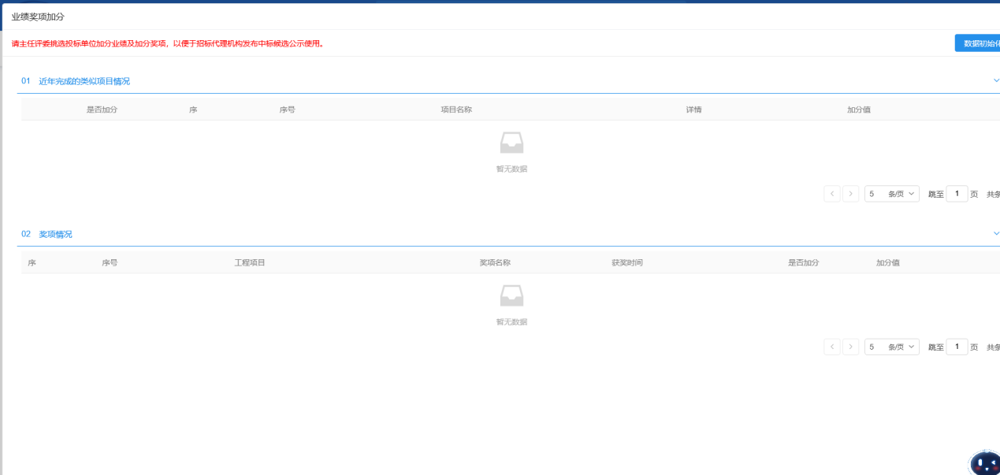 业绩奖项加分
请主任评委挑选投标单位加分业绩及加分奖项，以便于招标代理机构发布中标候选公示使用。
数据初始化
01 近年完成的类似项目情况
是否加分 序 序号 项目名称 详情 加分值
暂无数据
5 条/页 跳至 1 页 共条
02 奖项情况
序 序号 工程项目 奖项名称 获奖时间 是否加分 加分值
暂无数据
5 条/页 跳至 1 页 共条